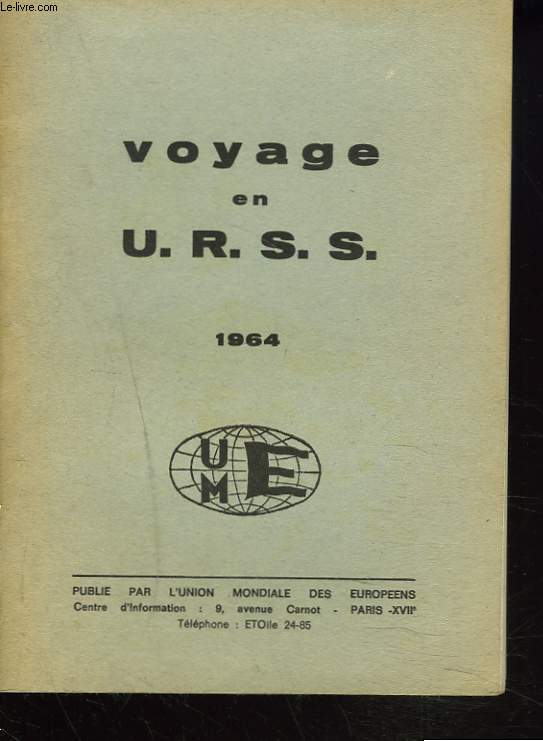 Le-livre.com
voyage
en
U. R. S. S.
1964
U E
M
PUBLIE PAR L'UNION MONDIALE DES EUROPEENS
Centre d'Information : 9, avenue Carnot - PARIS -XVIIe
Téléphone : ETOile 24-85